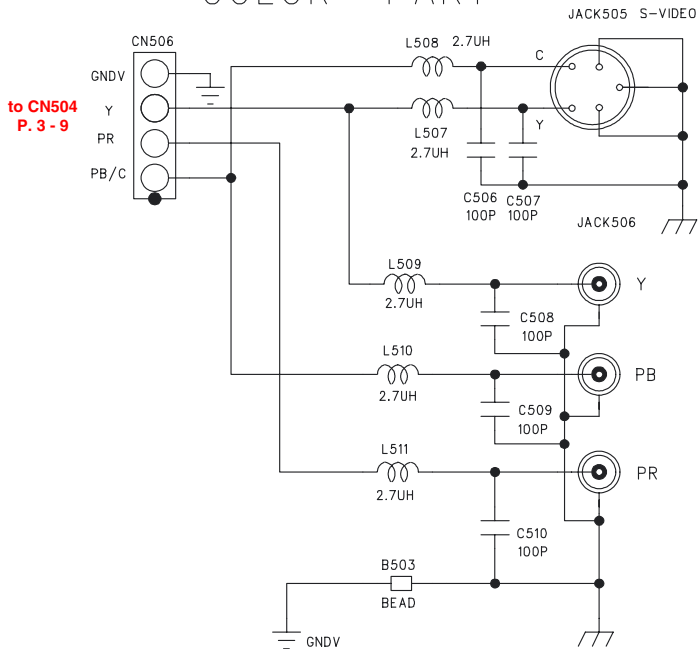 COLOR PART
JACK505 S-VIDEO
CN506
L508 2.7UH
GNDV
C
to CN504
P. 3 - 9
Y
PR
PB/C
L507
2.7UH
Y
C506
100P
C507
100P
JACK506
L509
2.7UH
Y
C508
100P
L510
2.7UH
PB
C509
100P
L511
2.7UH
PR
C510
100P
B503
BEAD
GNDV